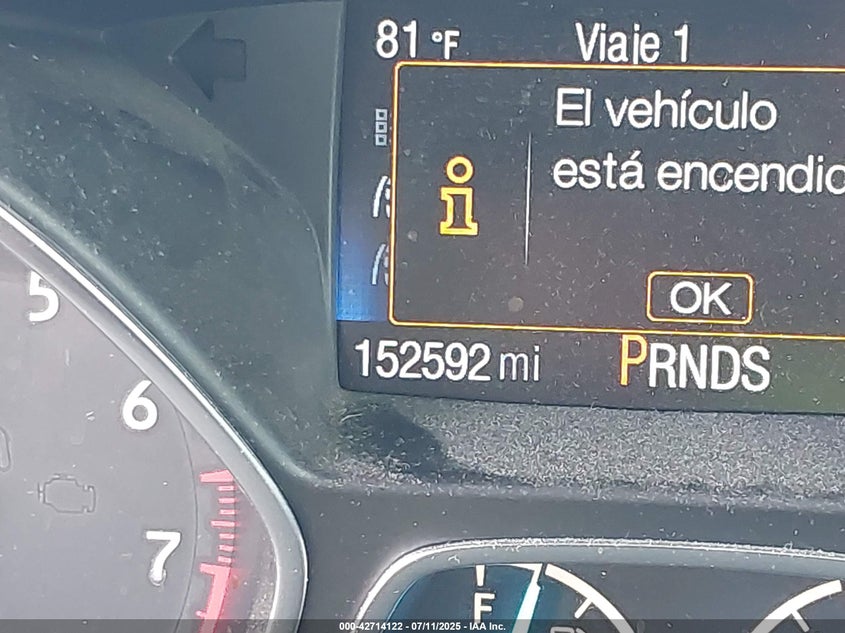 81 °F Viaje 1
El vehículo
está encendido
OK
152592 mi PRNDS
5
6
7
F
000-42714122 - 07/11/2025 - IAA Inc.